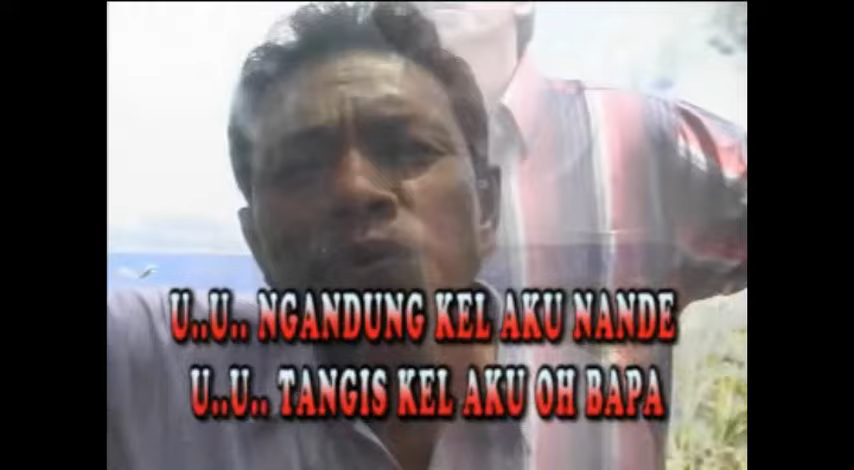 U..U.. NGANDUNG KEL AKU NANDE
U..U.. TANGIS KEL AKU OH BAPA